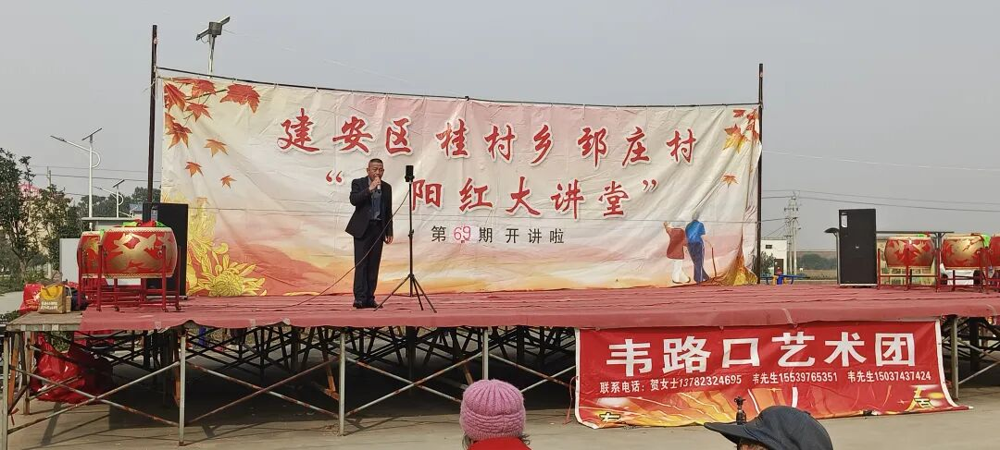 建安区桂村乡郅庄村
“ 阳红大讲堂”
第69期开讲啦
韦路口艺术团
联系电话：贺女士13782324695 韦先生15539765351 韦先生15037437424